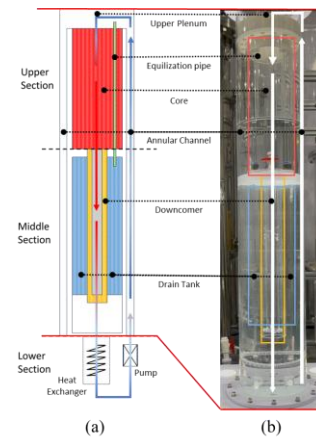 Upper Plenum
Upper
Section
Equilization pipe
Core
Annular Channel
Middle
Section
Downcomer
Drain Tank
Lower
Section
Heat
Exchanger
Pump
(a)
(b)